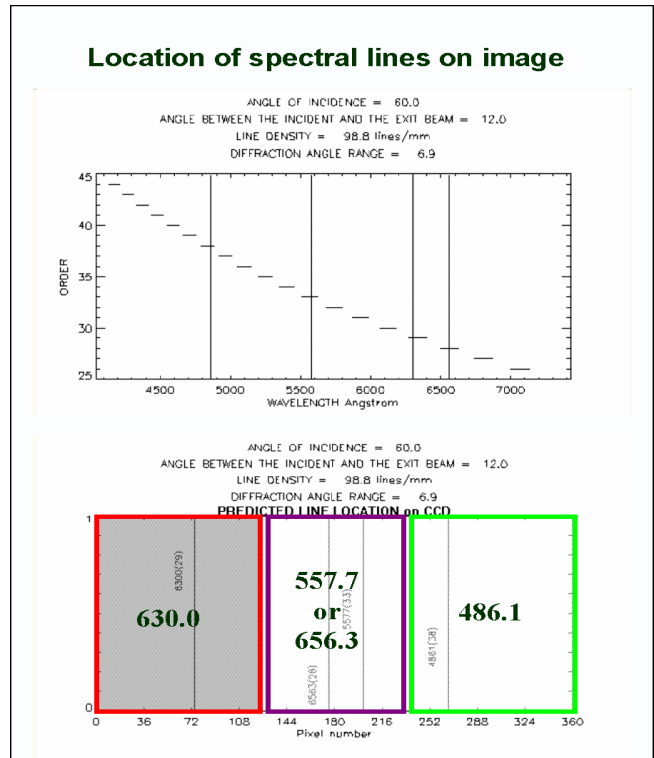 Location of spectral lines on image
ANGLE OF INCIDENCE = 60.0
ANGLE BETWEEN THE INCIDENT AND THE EXIT BEAM = 12.0
LINE DENSITY = 98.8 lines/mm
DIFFRACTION ANGLE RANGE = 6.9
45
40
35
30
25
ORDER
4500 5000 5500 6000 6500 7000
WAVELENGTH Angstrom
ANGLE OF INCIDENCE = 60.0
ANGLE BETWEEN THE INCIDENT AND THE EXIT BEAM = 12.0
LINE DENSITY = 98.8 lines/mm
DIFFRACTION ANGLE RANGE = 6.9
PREDICTED LINE LOCATION on CCD
1
0
6300(29)
630.0
557.7
or
656.3
5577(33)
6563(28)
486.1
4861(38)
0 36 72 108 144 180 216 252 288 324 360
Pixel number